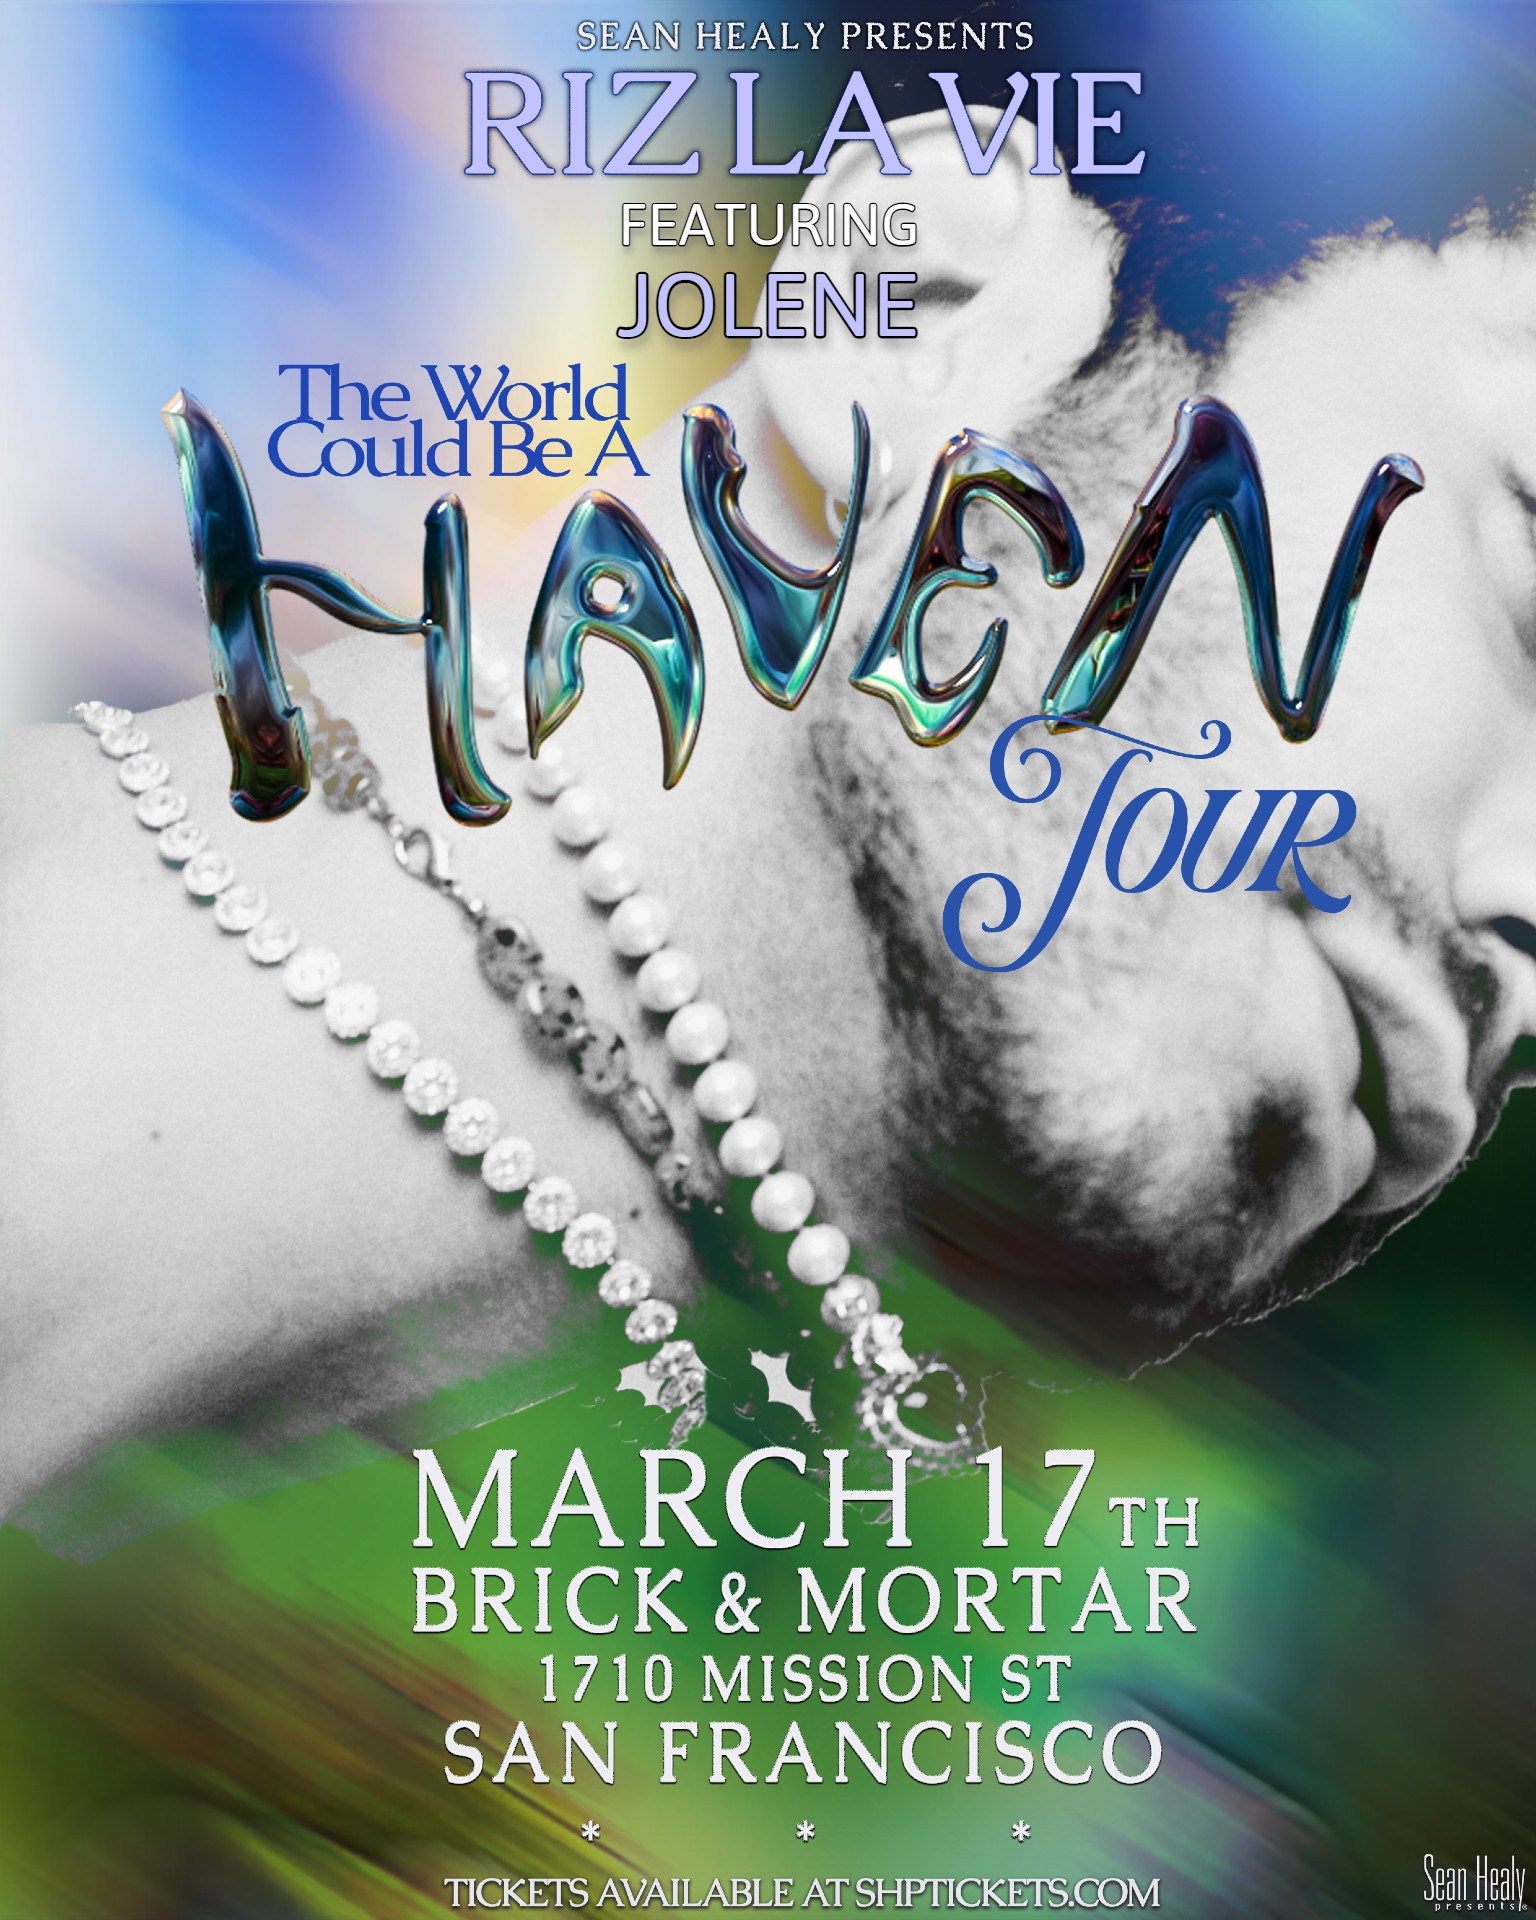 SEAN HEALY PRESENTS
RIZ LA VIE
FEATURING
JOLENE
The World
Could Be A
HAVEN
TOUR
MARCH 17TH
BRICK & MORTAR
1710 MISSION ST
SAN FRANCISCO
* * *
TICKETS AVAILABLE AT SHPTICKETS.COM
Sean Healy
presents®